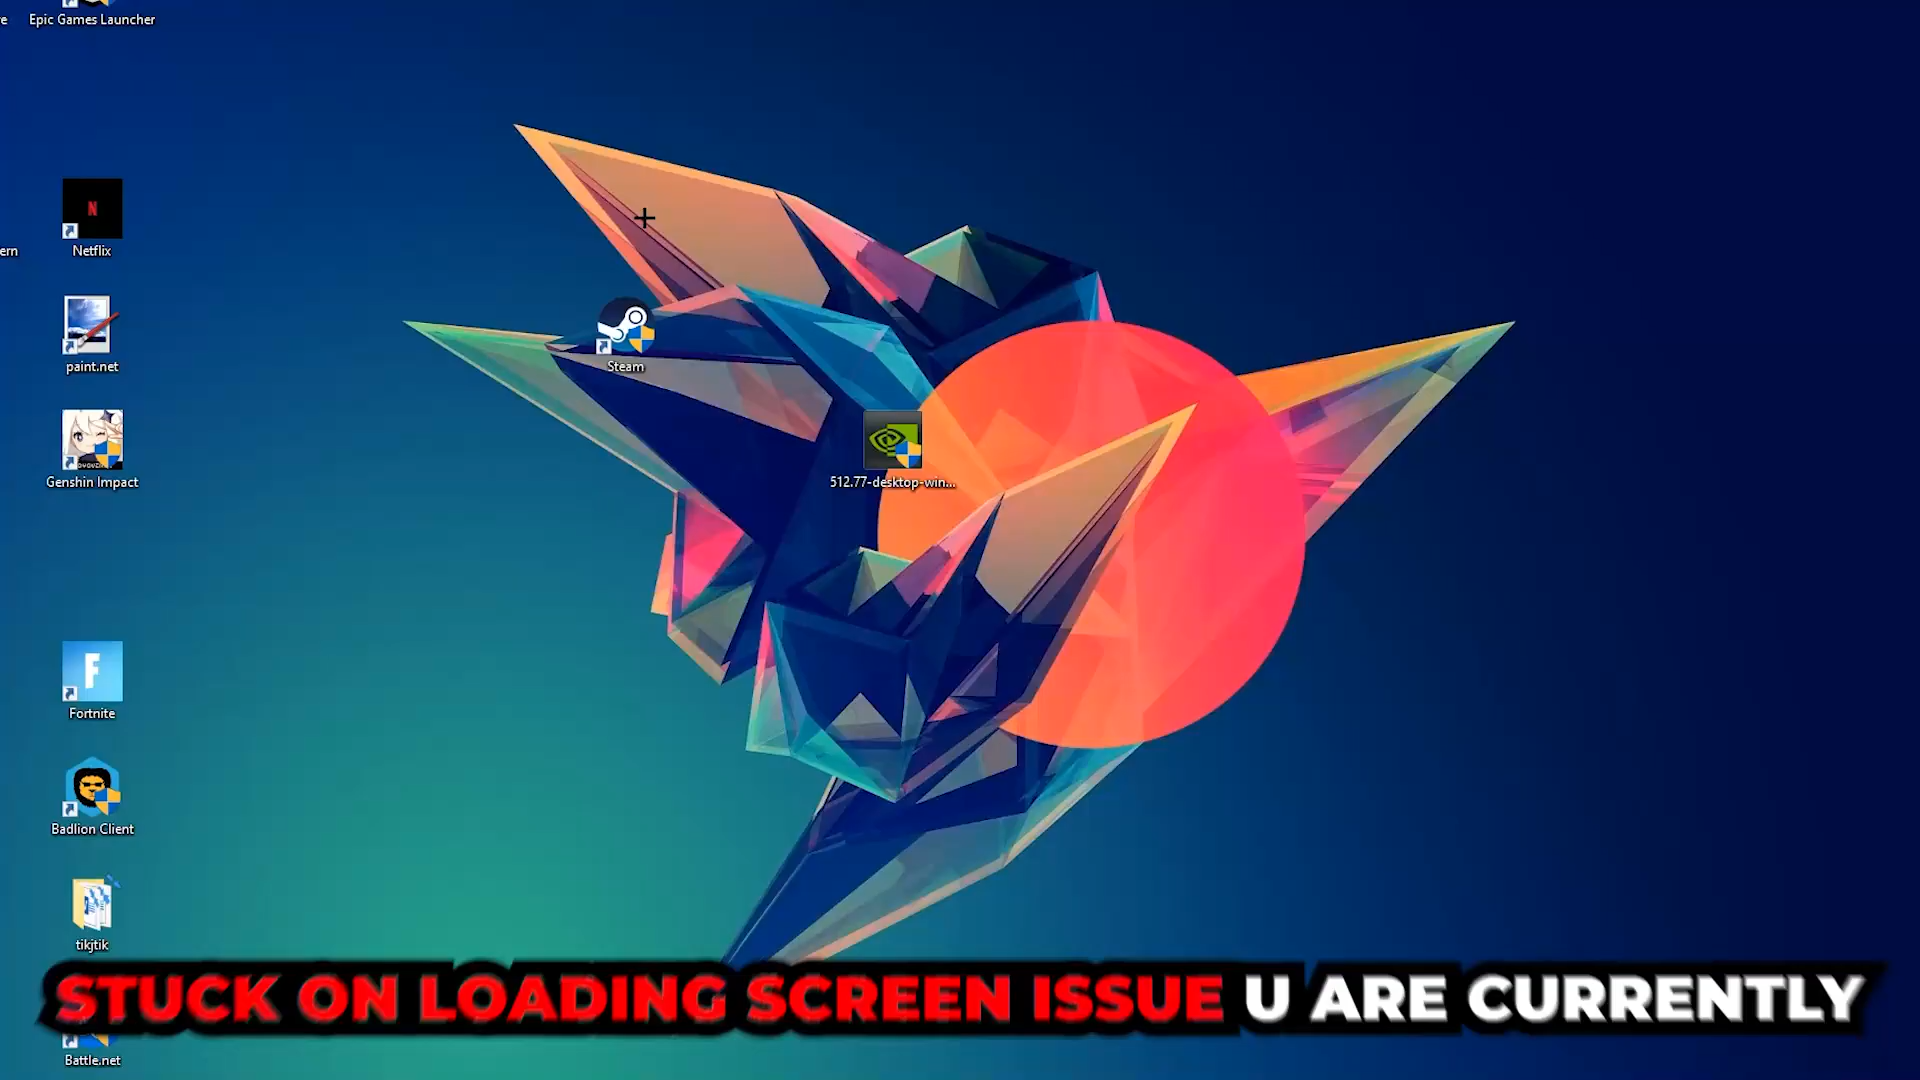 Epic Games Launcher
N
Netflix
ern
paint.net
Steam
Genshin Impact
512.77-desktop-win...
F
Fortnite
Badlion Client
tikjtik
STUCK ON LOADING SCREEN ISSUE U ARE CURRENTLY
Battle.net